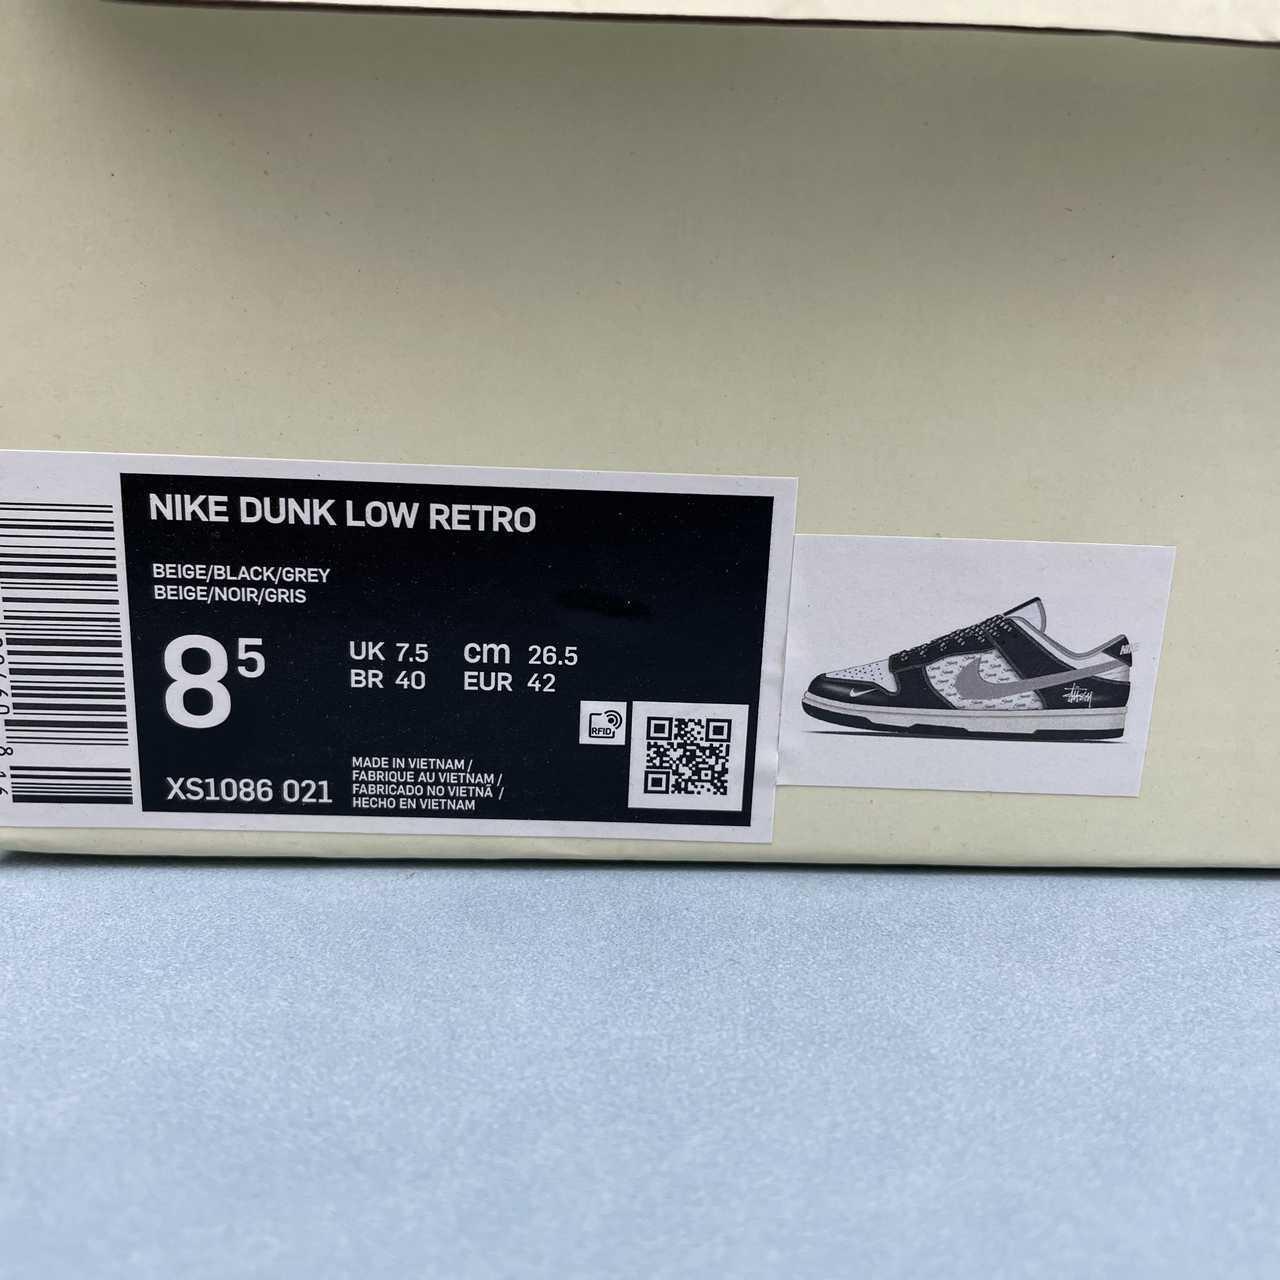 NIKE DUNK LOW RETRO
BEIGE/BLACK/GREY
BEIGE/NOIR/GRIS
8 5
UK 7.5 cm 26.5
BR 40 EUR 42
RFID
XS1086 021
MADE IN VIETNAM /
FABRIQUE AU VIETNAM /
FABRICADO NO VIETNÃ /
HECHO EN VIETNAM